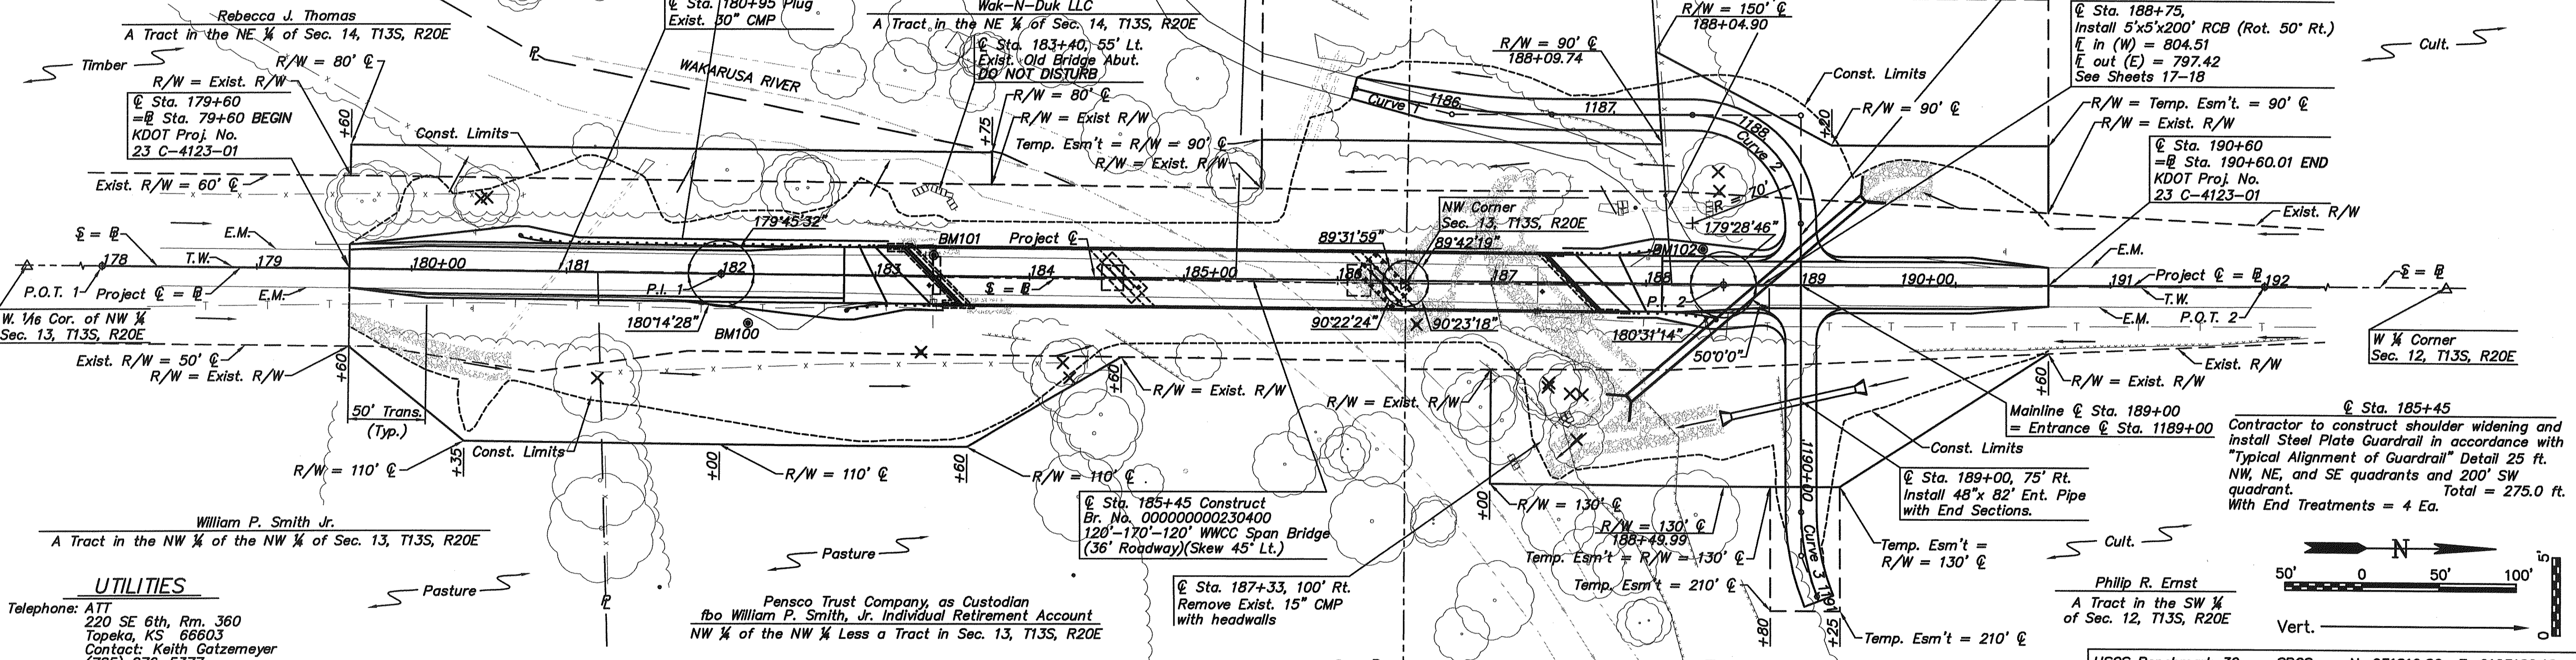 Rebecca J. Thomas
A Tract in the NE ¼ of Sec. 14, T13S, R20E
Timber
R/W = 80' ℄
R/W = Exist. R/W
℄ Sta. 179+60
=℔ Sta. 79+60 BEGIN
KDOT Proj. No.
23 C-4123-01
+60
Const. Limits
Exist. R/W = 60' ℄
℄ Sta. 180+95 Plug
Exist. 30" CMP
Wak-N-Duk LLC
A Tract in the NE ¼ of Sec. 14, T13S, R20E
℄ Sta. 183+40, 55' Lt.
Exist. Old Bridge Abut.
DO NOT DISTURB
WAKARUSA RIVER
R/W = 80' ℄
+75
R/W = Exist R/W
Temp. Esm't = R/W = 90' ℄
R/W = Exist. R/W
R/W = 150' ℄
188+04.90
R/W = 90' ℄
188+09.74
Curve 1
1186
1187
1188
Curve 2
R = 70'
Const. Limits
R/W = 90' ℄
+20
℄ Sta. 188+75,
Install 5'x5'x200' RCB (Rot. 50° Rt.)
in (W) = 804.51
out (E) = 797.42
See Sheets 17-18
Cult.
R/W = Temp. Esm't. = 90' ℄
R/W = Exist. R/W
℄ Sta. 190+60
=℔ Sta. 190+60.01 END
KDOT Proj. No.
23 C-4123-01
Exist. R/W
E.M.
T.W.
178
179
180+00
181
182
183
184
185+00
186
187
188
189
190+00
191
192
P.O.T. 1
Project ℄ = ℔
E.M.
179°45'32"
P.I. 1
180°14'28"
BM100
BM101
Project ℄
89°31'59"
NW Corner
Sec. 13, T13S, R20E
89°42'19"
90°22'24"
90°23'18"
BM102
179°28'46"
P.I. 2
180°31'14"
50°0'0"
E.M.
Project ℄ = ℔
T.W.
E.M.
P.O.T. 2
W. 1/16 Cor. of NW ¼
Sec. 13, T13S, R20E
Exist. R/W = 50' ℄
R/W = Exist. R/W
+60
50' Trans.
(Typ.)
R/W = 110' ℄
+35
Const. Limits
+00
R/W = 110' ℄
+60
R/W = 110' ℄
+60
R/W = Exist. R/W
R/W = Exist. R/W
℄ Sta. 185+45 Construct
Br. No. 000000000230400
120'-170'-120' WWCC Span Bridge
(36' Roadway)(Skew 45° Lt.)
℄ Sta. 187+33, 100' Rt.
Remove Exist. 15" CMP
with headwalls
+00
R/W = 130' ℄
R/W = 130' ℄
188+49.99
Temp. Esm't = R/W = 130' ℄
Temp. Esm't = 210' ℄
+80
+25
1190+00
Curve 3
1191
Temp. Esm't = 210' ℄
Temp. Esm't =
R/W = 130' ℄
℄ Sta. 189+00, 75' Rt.
Install 48"x 82' Ent. Pipe
with End Sections.
Const. Limits
Mainline ℄ Sta. 189+00
= Entrance ℄ Sta. 1189+00
+60
R/W = Exist. R/W
Exist. R/W
W ¼ Corner
Sec. 12, T13S, R20E
℄ Sta. 185+45
Contractor to construct shoulder widening and
install Steel Plate Guardrail in accordance with
"Typical Alignment of Guardrail" Detail 25 ft.
NW, NE, and SE quadrants and 200' SW
quadrant. Total = 275.0 ft.
With End Treatments = 4 Ea.
Cult.
Philip R. Ernst
A Tract in the SW ¼
of Sec. 12, T13S, R20E
N
50' 0 50' 100'
Vert.
0 5'
William P. Smith Jr.
A Tract in the NW ¼ of the NW ¼ of Sec. 13, T13S, R20E
Pasture
Pasture
Pensco Trust Company, as Custodian
fbo William P. Smith, Jr. Individual Retirement Account
NW ¼ of the NW ¼ Less a Tract in Sec. 13, T13S, R20E
UTILITIES
Telephone: ATT
220 SE 6th, Rm. 360
Topeka, KS 66603
Contact: Keith Gatzemeyer